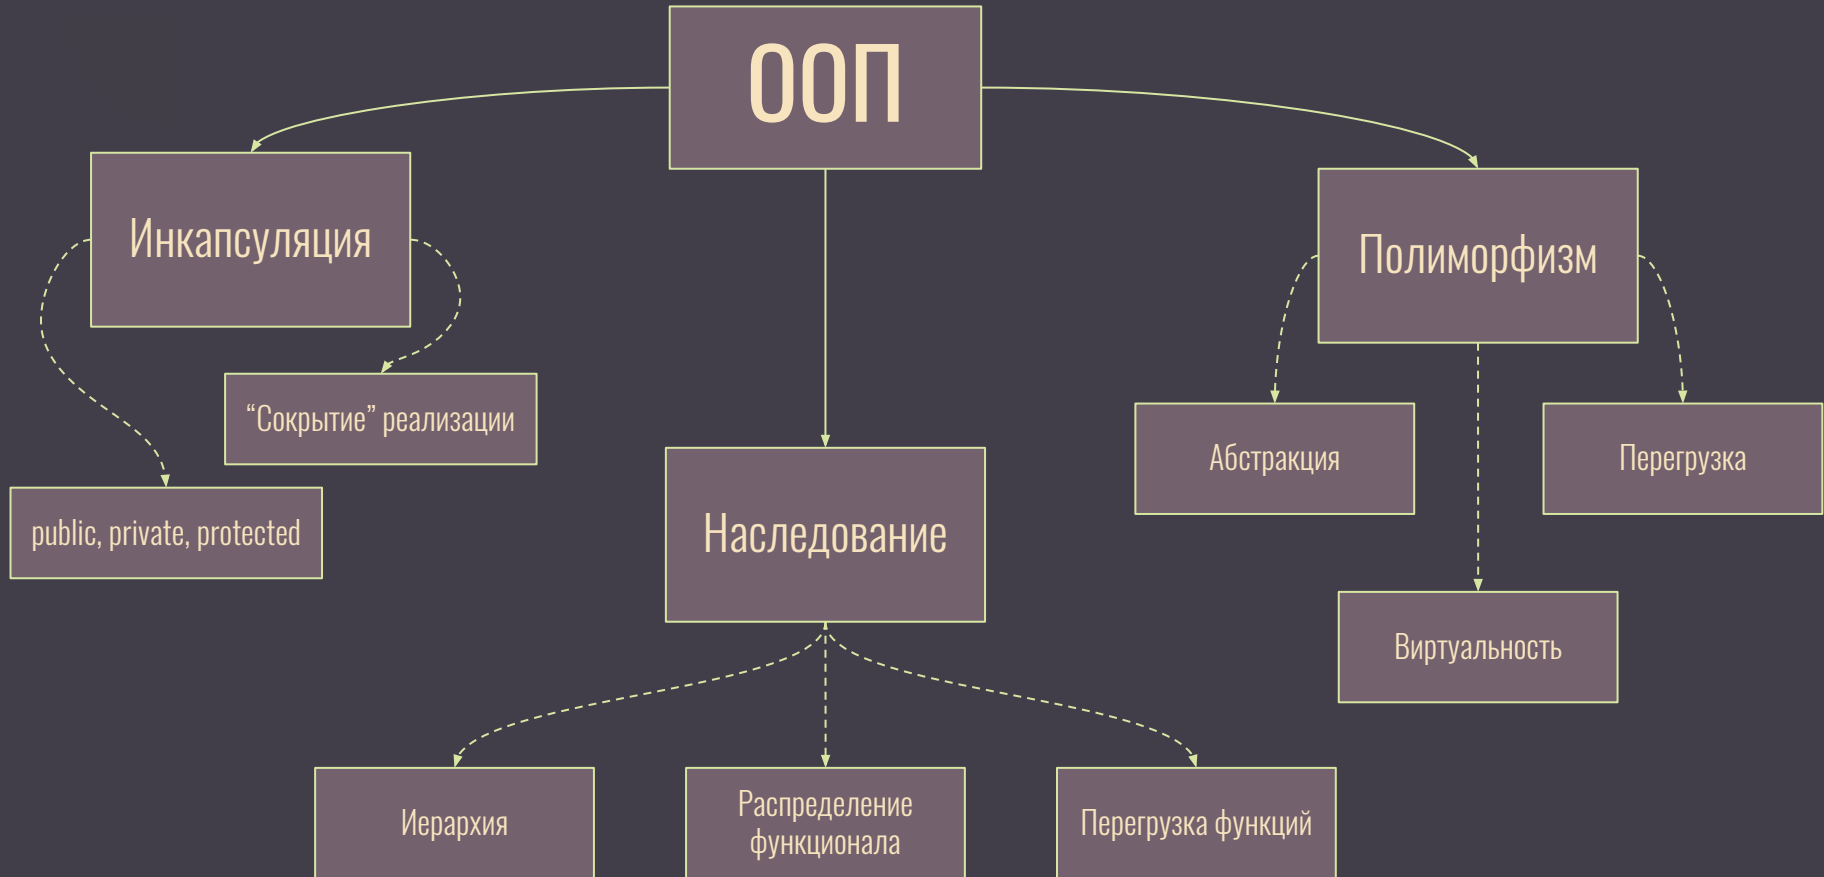 ООП
Инкапсуляция
Полиморфизм
“Сокрытие” реализации
public, private, protected
Абстракция
Перегрузка
Наследование
Виртуальность
Иерархия
Распределение
функционала
Перегрузка функций